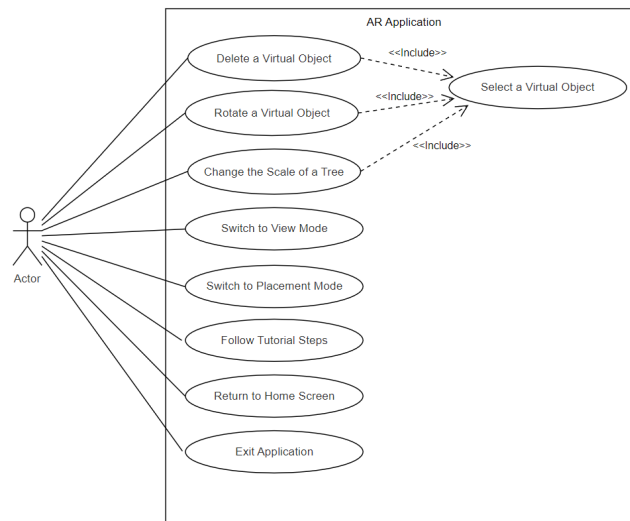 AR Application
Delete a Virtual Object
<<Include>>
Select a Virtual Object
Rotate a Virtual Object
<<Include>>
<<Include>>
Change the Scale of a Tree
Switch to View Mode
Actor
Switch to Placement Mode
Follow Tutorial Steps
Return to Home Screen
Exit Application